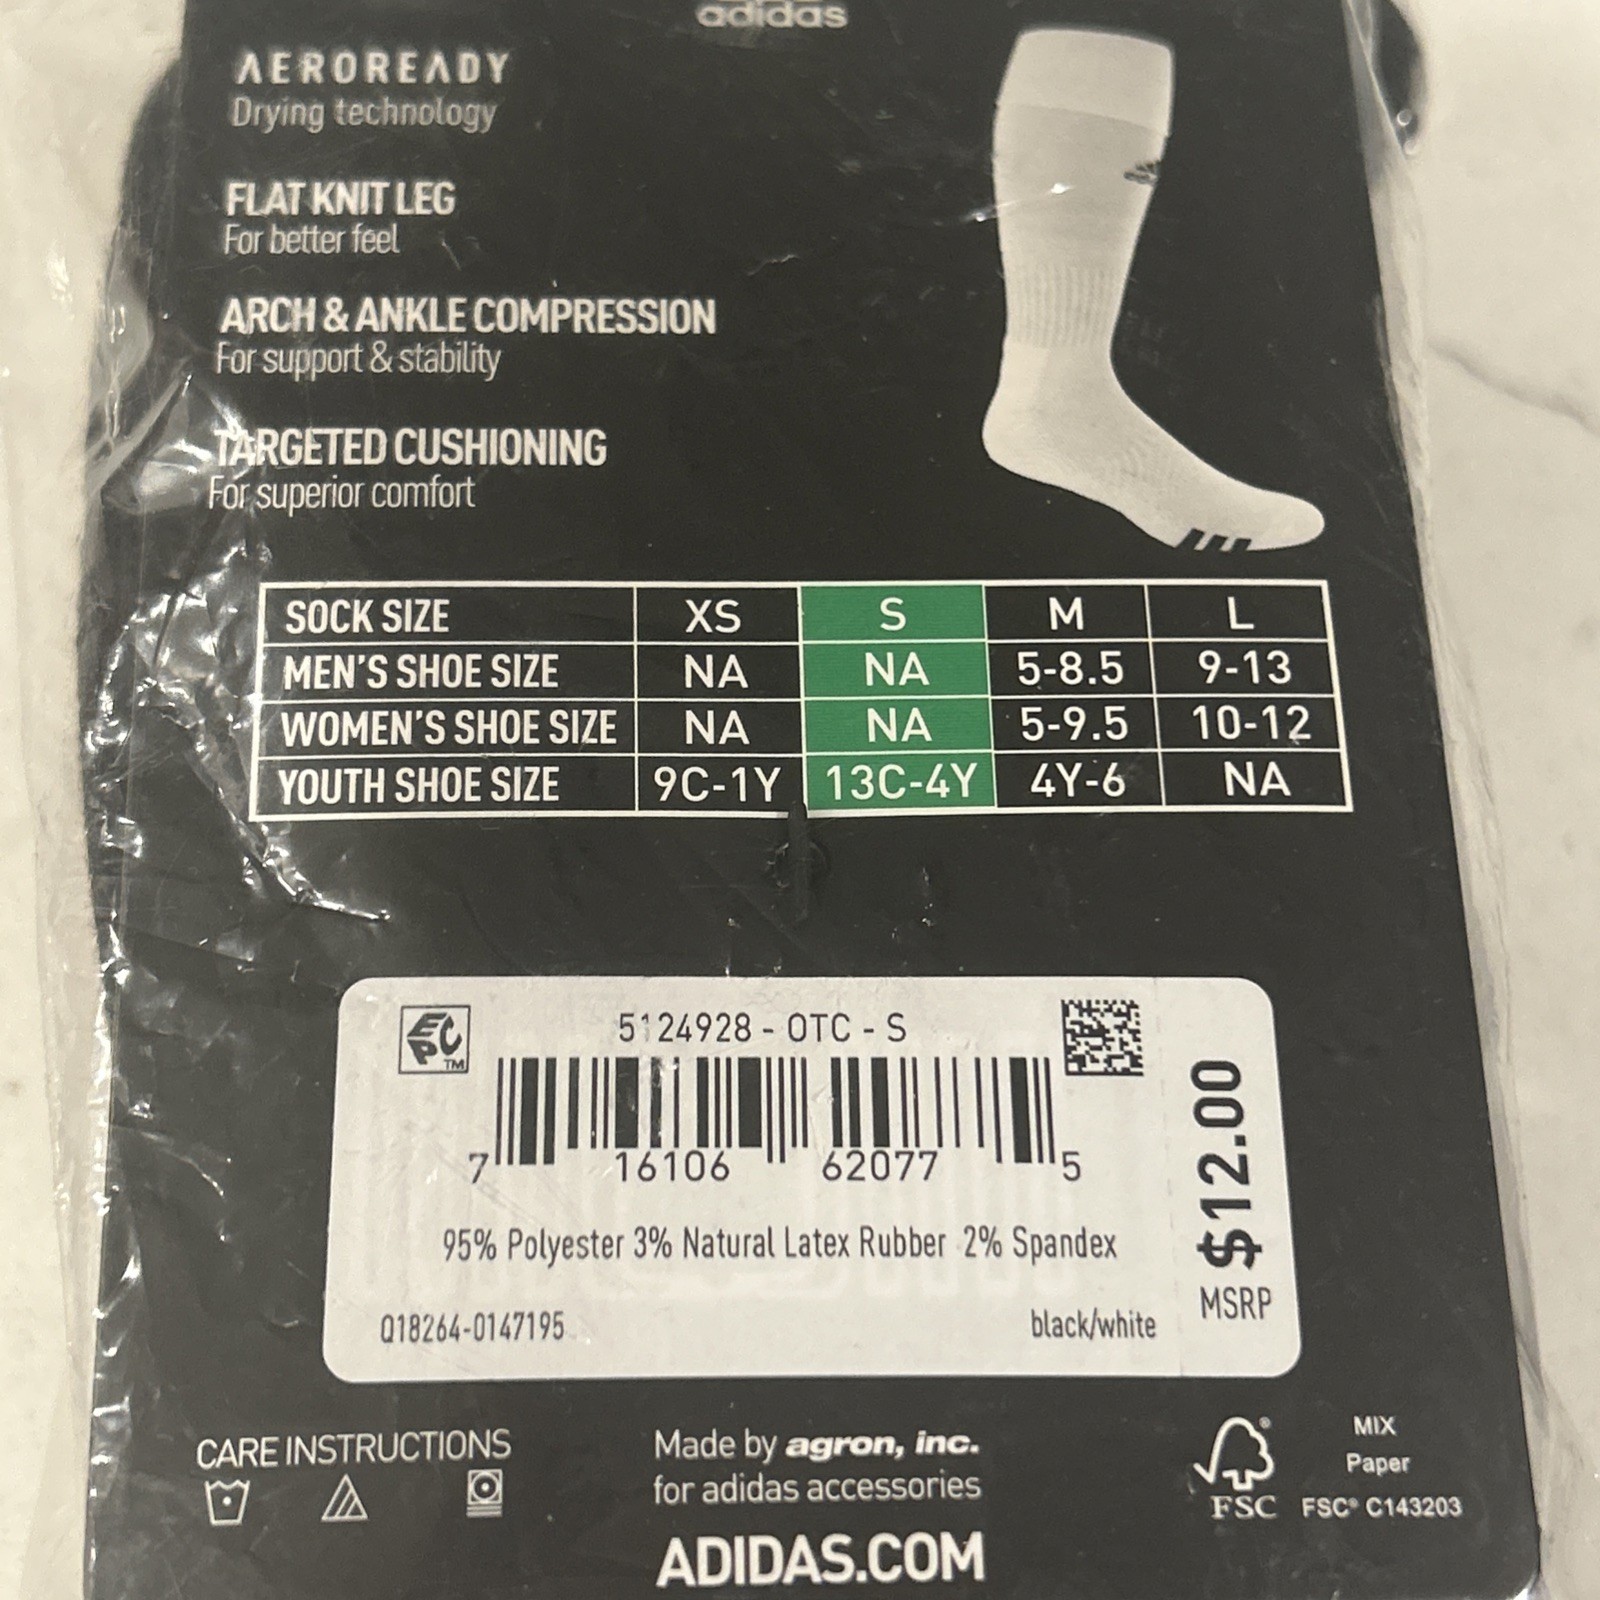 adidas
AEROREADY
Drying technology
FLAT KNIT LEG
For better feel
ARCH & ANKLE COMPRESSION
For support & stability
TARGETED CUSHIONING
For superior comfort
SOCK SIZE XS S M L
MEN'S SHOE SIZE NA NA 5-8.5 9-13
WOMEN'S SHOE SIZE NA NA 5-9.5 10-12
YOUTH SHOE SIZE 9C-1Y 13C-4Y 4Y-6 NA
EPC™
5124928 - OTC - S
7 16106 62077 5
95% Polyester 3% Natural Latex Rubber 2% Spandex
Q18264-0147195
black/white
$12.00
MSRP
CARE INSTRUCTIONS
Made by agron, inc.
for adidas accessories
ADIDAS.COM
FSC
MIX
Paper
FSC® C143203